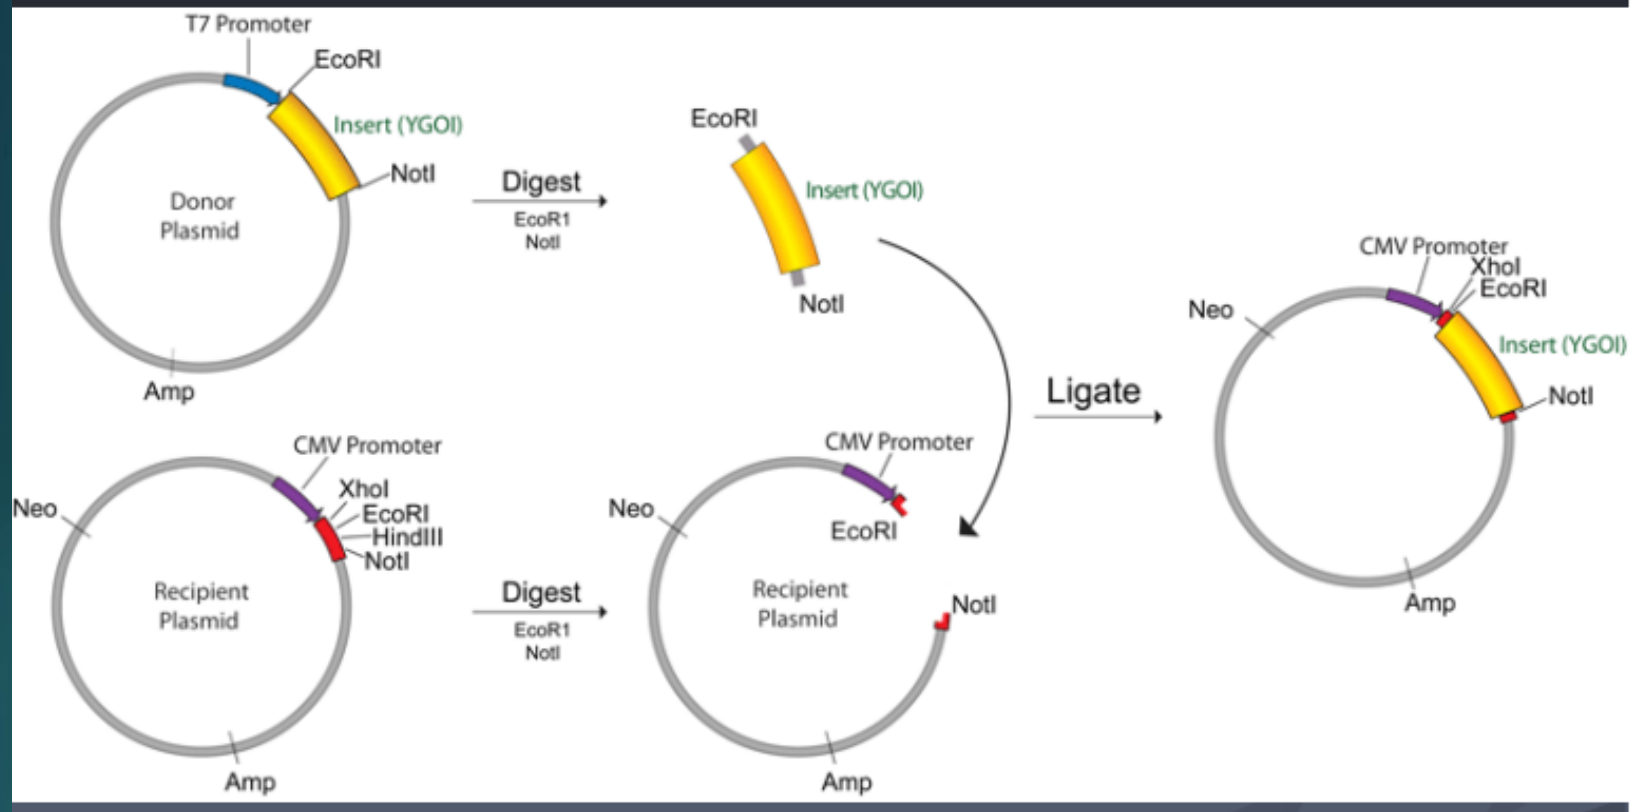 T7 Promoter
EcoRI
Insert (YGOI)
NotI
Donor
Plasmid
Amp
Digest
EcoR1
NotI
EcoRI
Insert (YGOI)
NotI
CMV Promoter
XhoI
EcoRI
HindIII
NotI
Neo
Recipient
Plasmid
Amp
Digest
EcoR1
NotI
CMV Promoter
Neo
EcoRI
Recipient
Plasmid
NotI
Amp
Ligate
CMV Promoter
XhoI
EcoRI
Neo
Insert (YGOI)
NotI
Amp